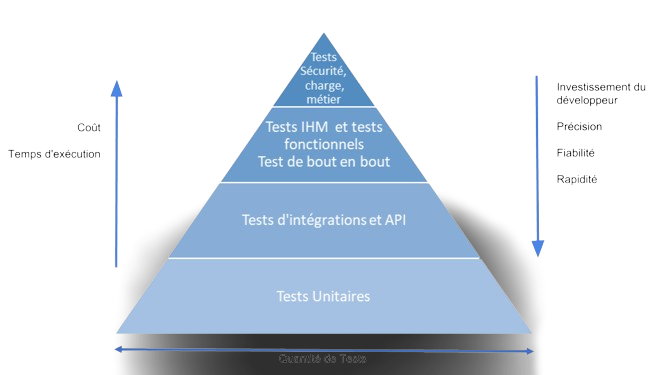 Tests
Sécurité,
charge,
métier
Tests IHM et tests
fonctionnels
Test de bout en bout
Tests d'intégrations et API
Tests Unitaires
Coût
Temps d'exécution
Investissement du
développeur
Précision
Fiabilité
Rapidité
Quantité de Tests